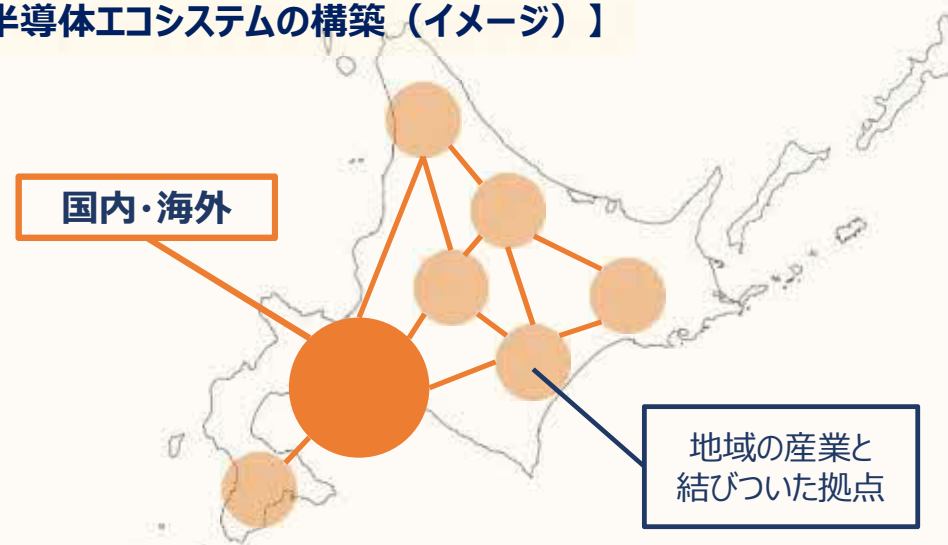 半導体エコシステムの構築（イメージ）】
国内・海外
地域の産業と
結びついた拠点